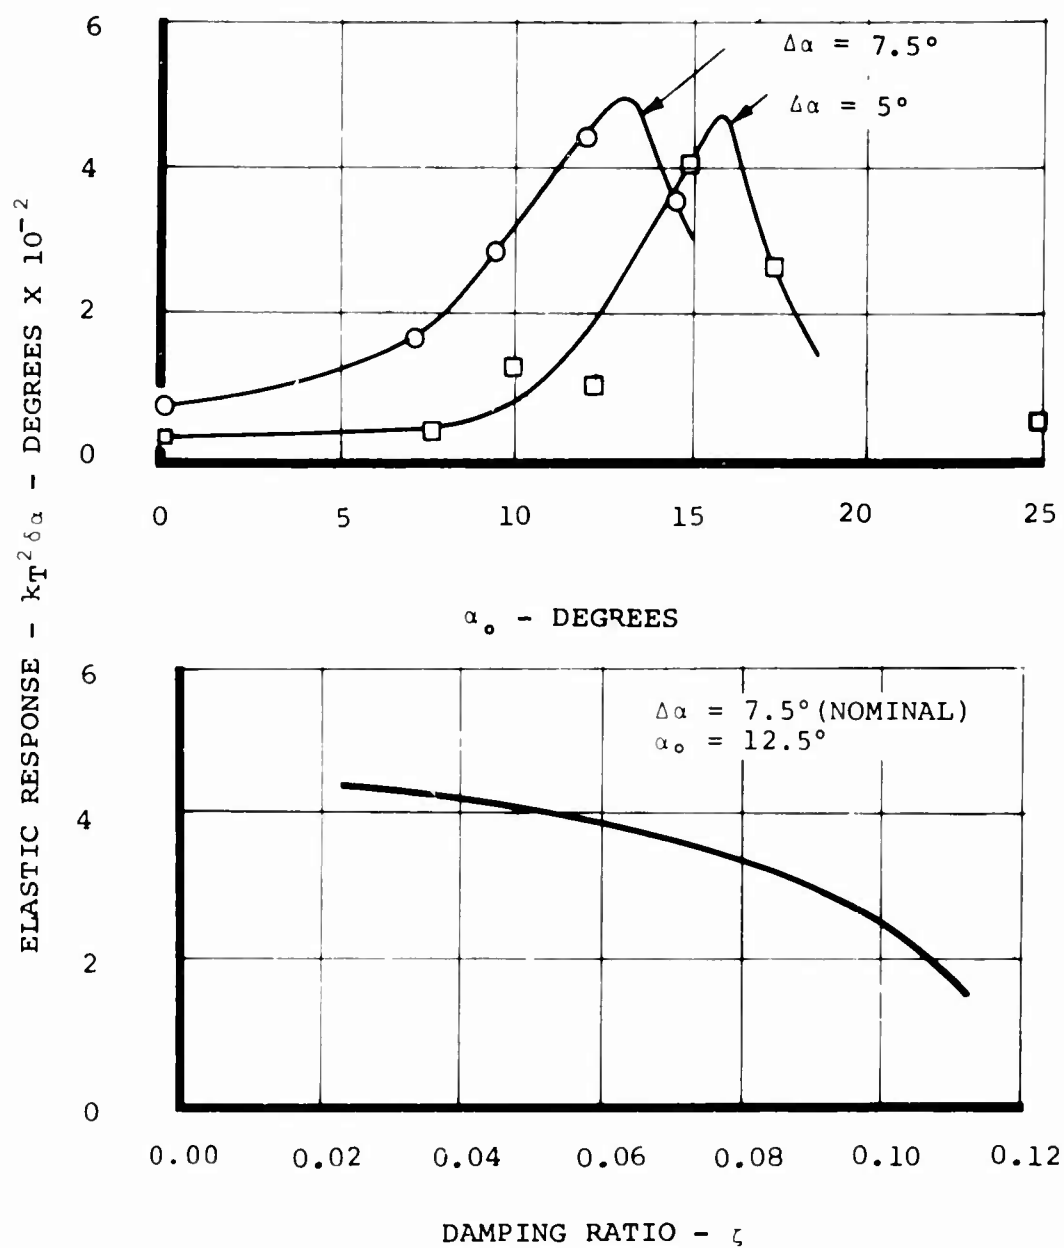 6
4
2
0
Δα = 7.5°
Δα = 5°
0 5 10 15 20 25
α₀ - DEGREES
ELASTIC RESPONSE - kT² δα - DEGREES X 10⁻²
6
4
2
0
Δα = 7.5° (NOMINAL)
α₀ = 12.5°
0.00 0.02 0.04 0.06 0.08 0.10 0.12
DAMPING RATIO - ζ